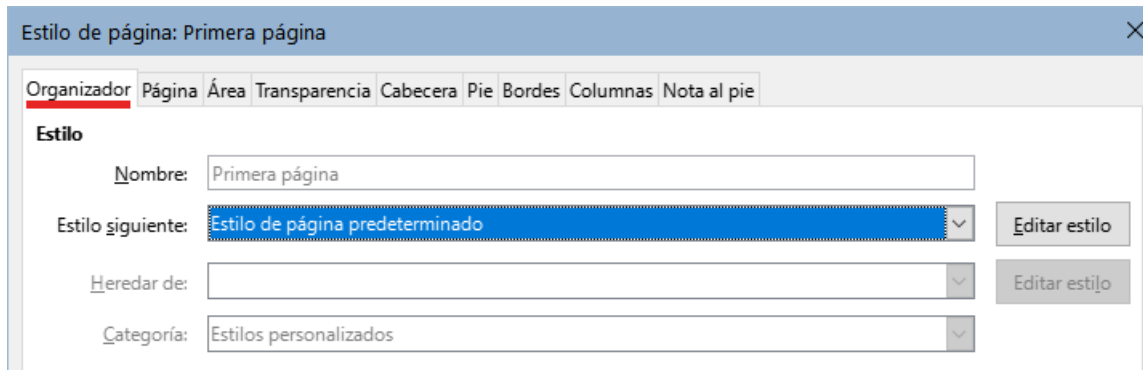 Estilo de página: Primera página
Organizador Página Área Transparencia Cabecera Pie Bordes Columnas Nota al pie
Estilo
Nombre: Primera página
Estilo siguiente: Estilo de página predeterminado Editar estilo
Heredar de: Editar estilo
Categoría: Estilos personalizados